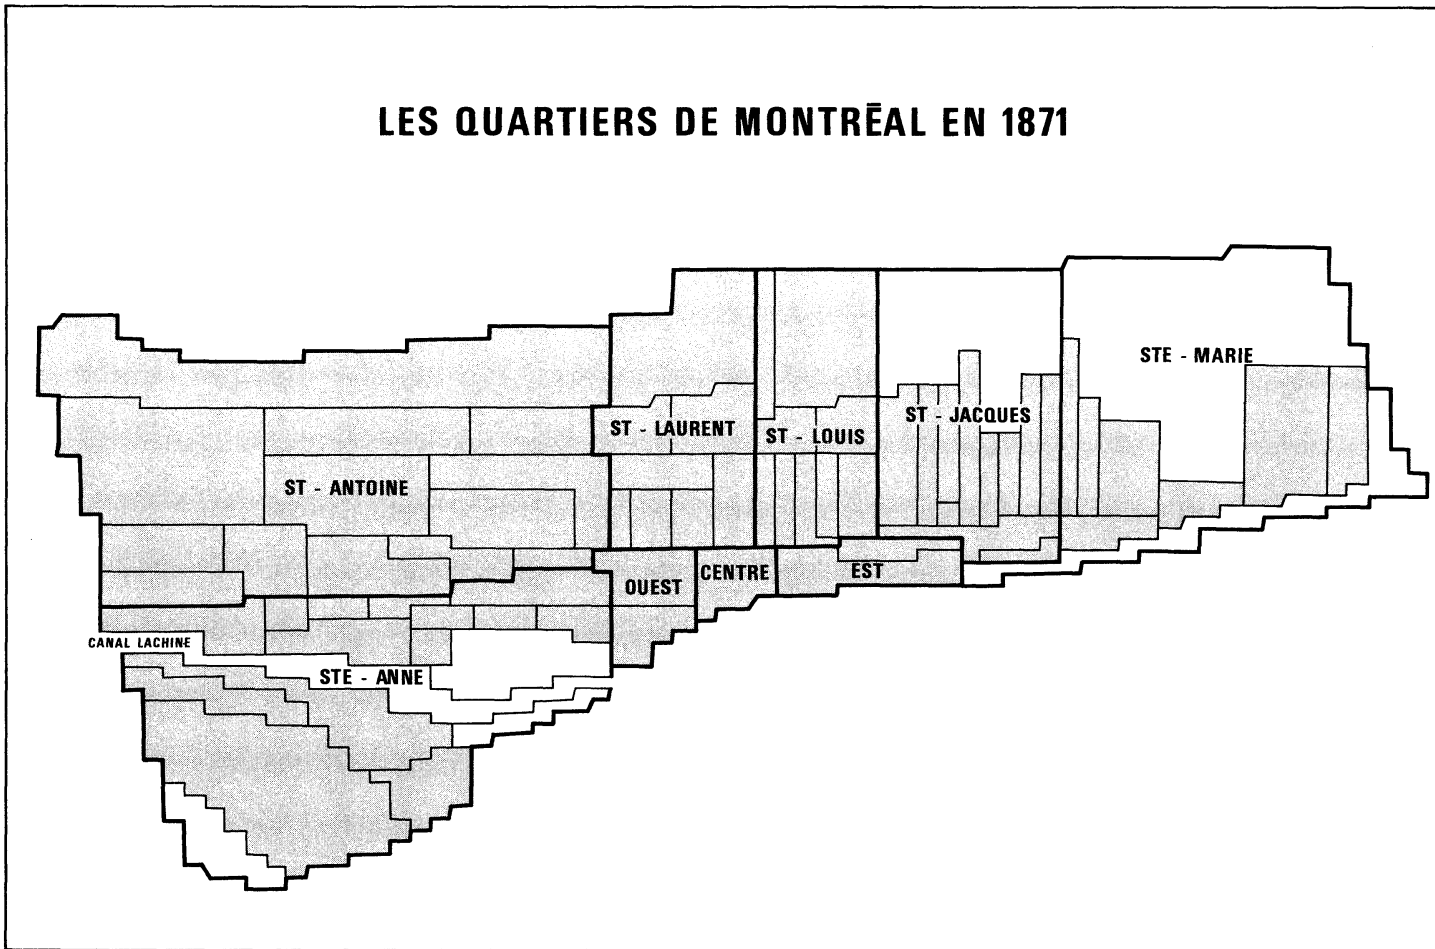 LES QUARTIERS DE MONTRÉAL EN 1871
STE - MARIE
ST - LAURENT
ST - LOUIS
ST - JACQUES
ST - ANTOINE
OUEST
CENTRE
EST
CANAL LACHINE
STE - ANNE